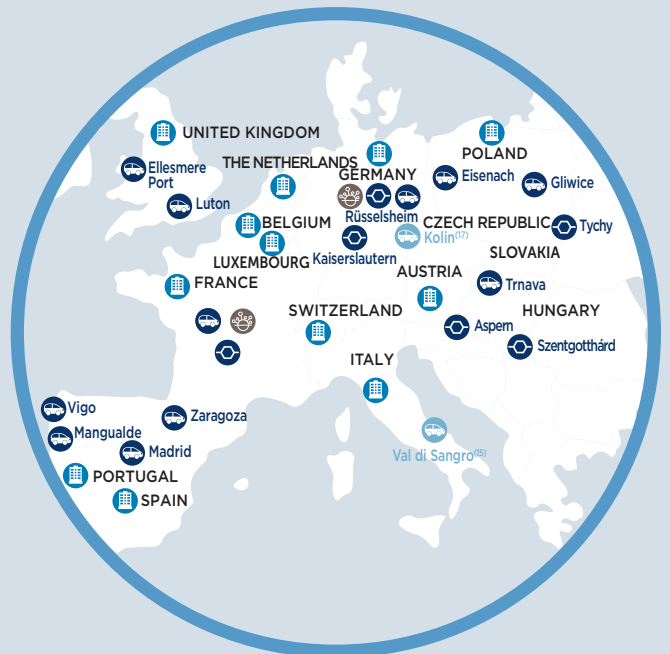 UNITED KINGDOM
THE NETHERLANDS
POLAND
Ellesmere
Port
GERMANY
Eisenach
Gliwice
Luton
Rüsselsheim
BELGIUM
CZECH REPUBLIC
Tychy
Kolin(17)
LUXEMBOURG
Kaiserslautern
SLOVAKIA
AUSTRIA
FRANCE
Trnava
SWITZERLAND
HUNGARY
Aspern
Szentgotthárd
ITALY
Vigo
Zaragoza
Mangualde
Madrid
Val di Sangro(15)
PORTUGAL
SPAIN